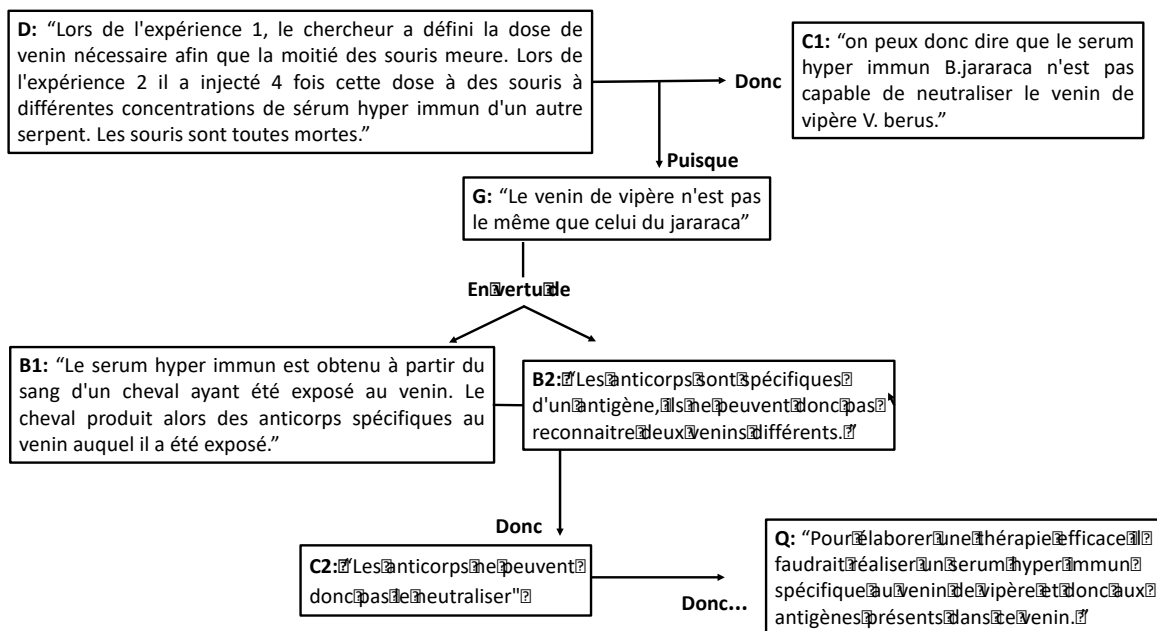 D: “Lors de l'expérience 1, le chercheur a défini la dose de
venin nécessaire afin que la moitié des souris meure. Lors de
l'expérience 2 il a injecté 4 fois cette dose à des souris à
différentes concentrations de sérum hyper immun d'un autre
serpent. Les souris sont toutes mortes.”
Donc
C1: “on peux donc dire que le serum
hyper immun B.jararaca n'est pas
capable de neutraliser le venin de
vipère V. berus.”
Puisque
G: “Le venin de vipère n'est pas
le même que celui du jararaca”
En vertu de
B1: “Le serum hyper immun est obtenu à partir du
sang d'un cheval ayant été exposé au venin. Le
cheval produit alors des anticorps spécifiques au
venin auquel il a été exposé.”
B2: “Les anticorps sont spécifiques
d'un antigène, ils ne peuvent donc pas
reconnaitre deux venins différents. ”
Donc
C2: “Les anticorps ne peuvent
donc pas le neutraliser"
Donc...
Q: “Pour élaborer une thérapie efficace il
faudrait réaliser un serum hyper immun
spécifique au venin de vipère et donc aux
antigènes présents dans ce venin. ”